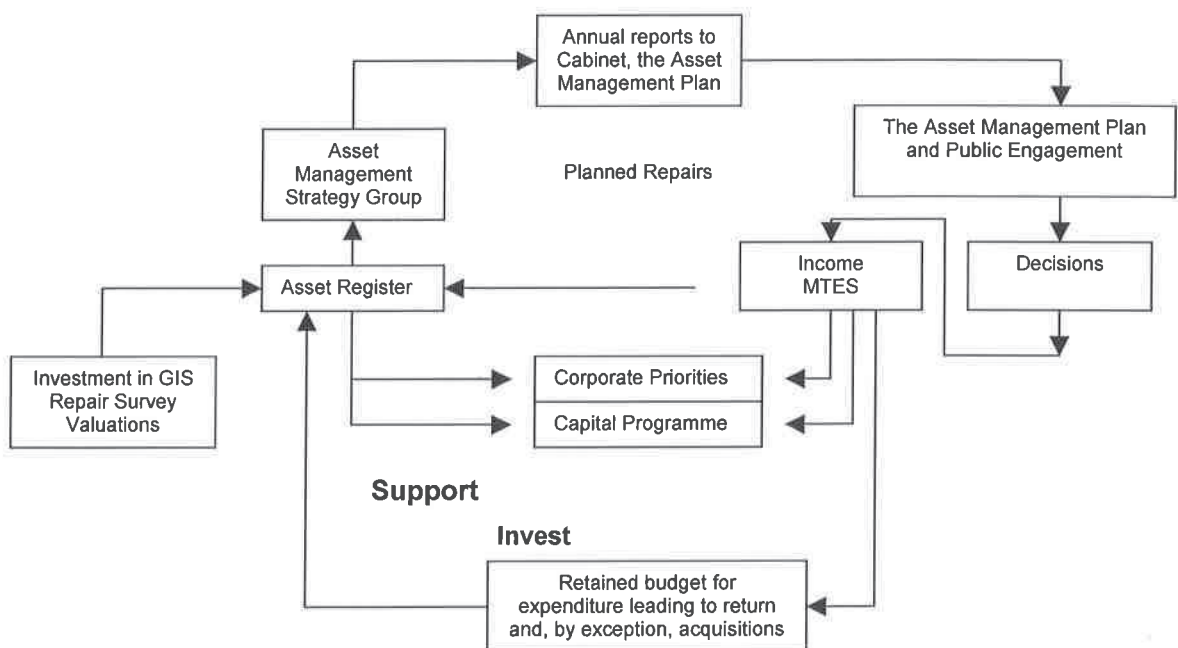 Annual reports to
Cabinet, the Asset
Management Plan
The Asset Management Plan
and Public Engagement
Asset
Management
Strategy Group
Planned Repairs
Income
MTES
Decisions
Asset Register
Investment in GIS
Repair Survey
Valuations
Corporate Priorities
Capital Programme
Support
Invest
Retained budget for
expenditure leading to return
and, by exception, acquisitions